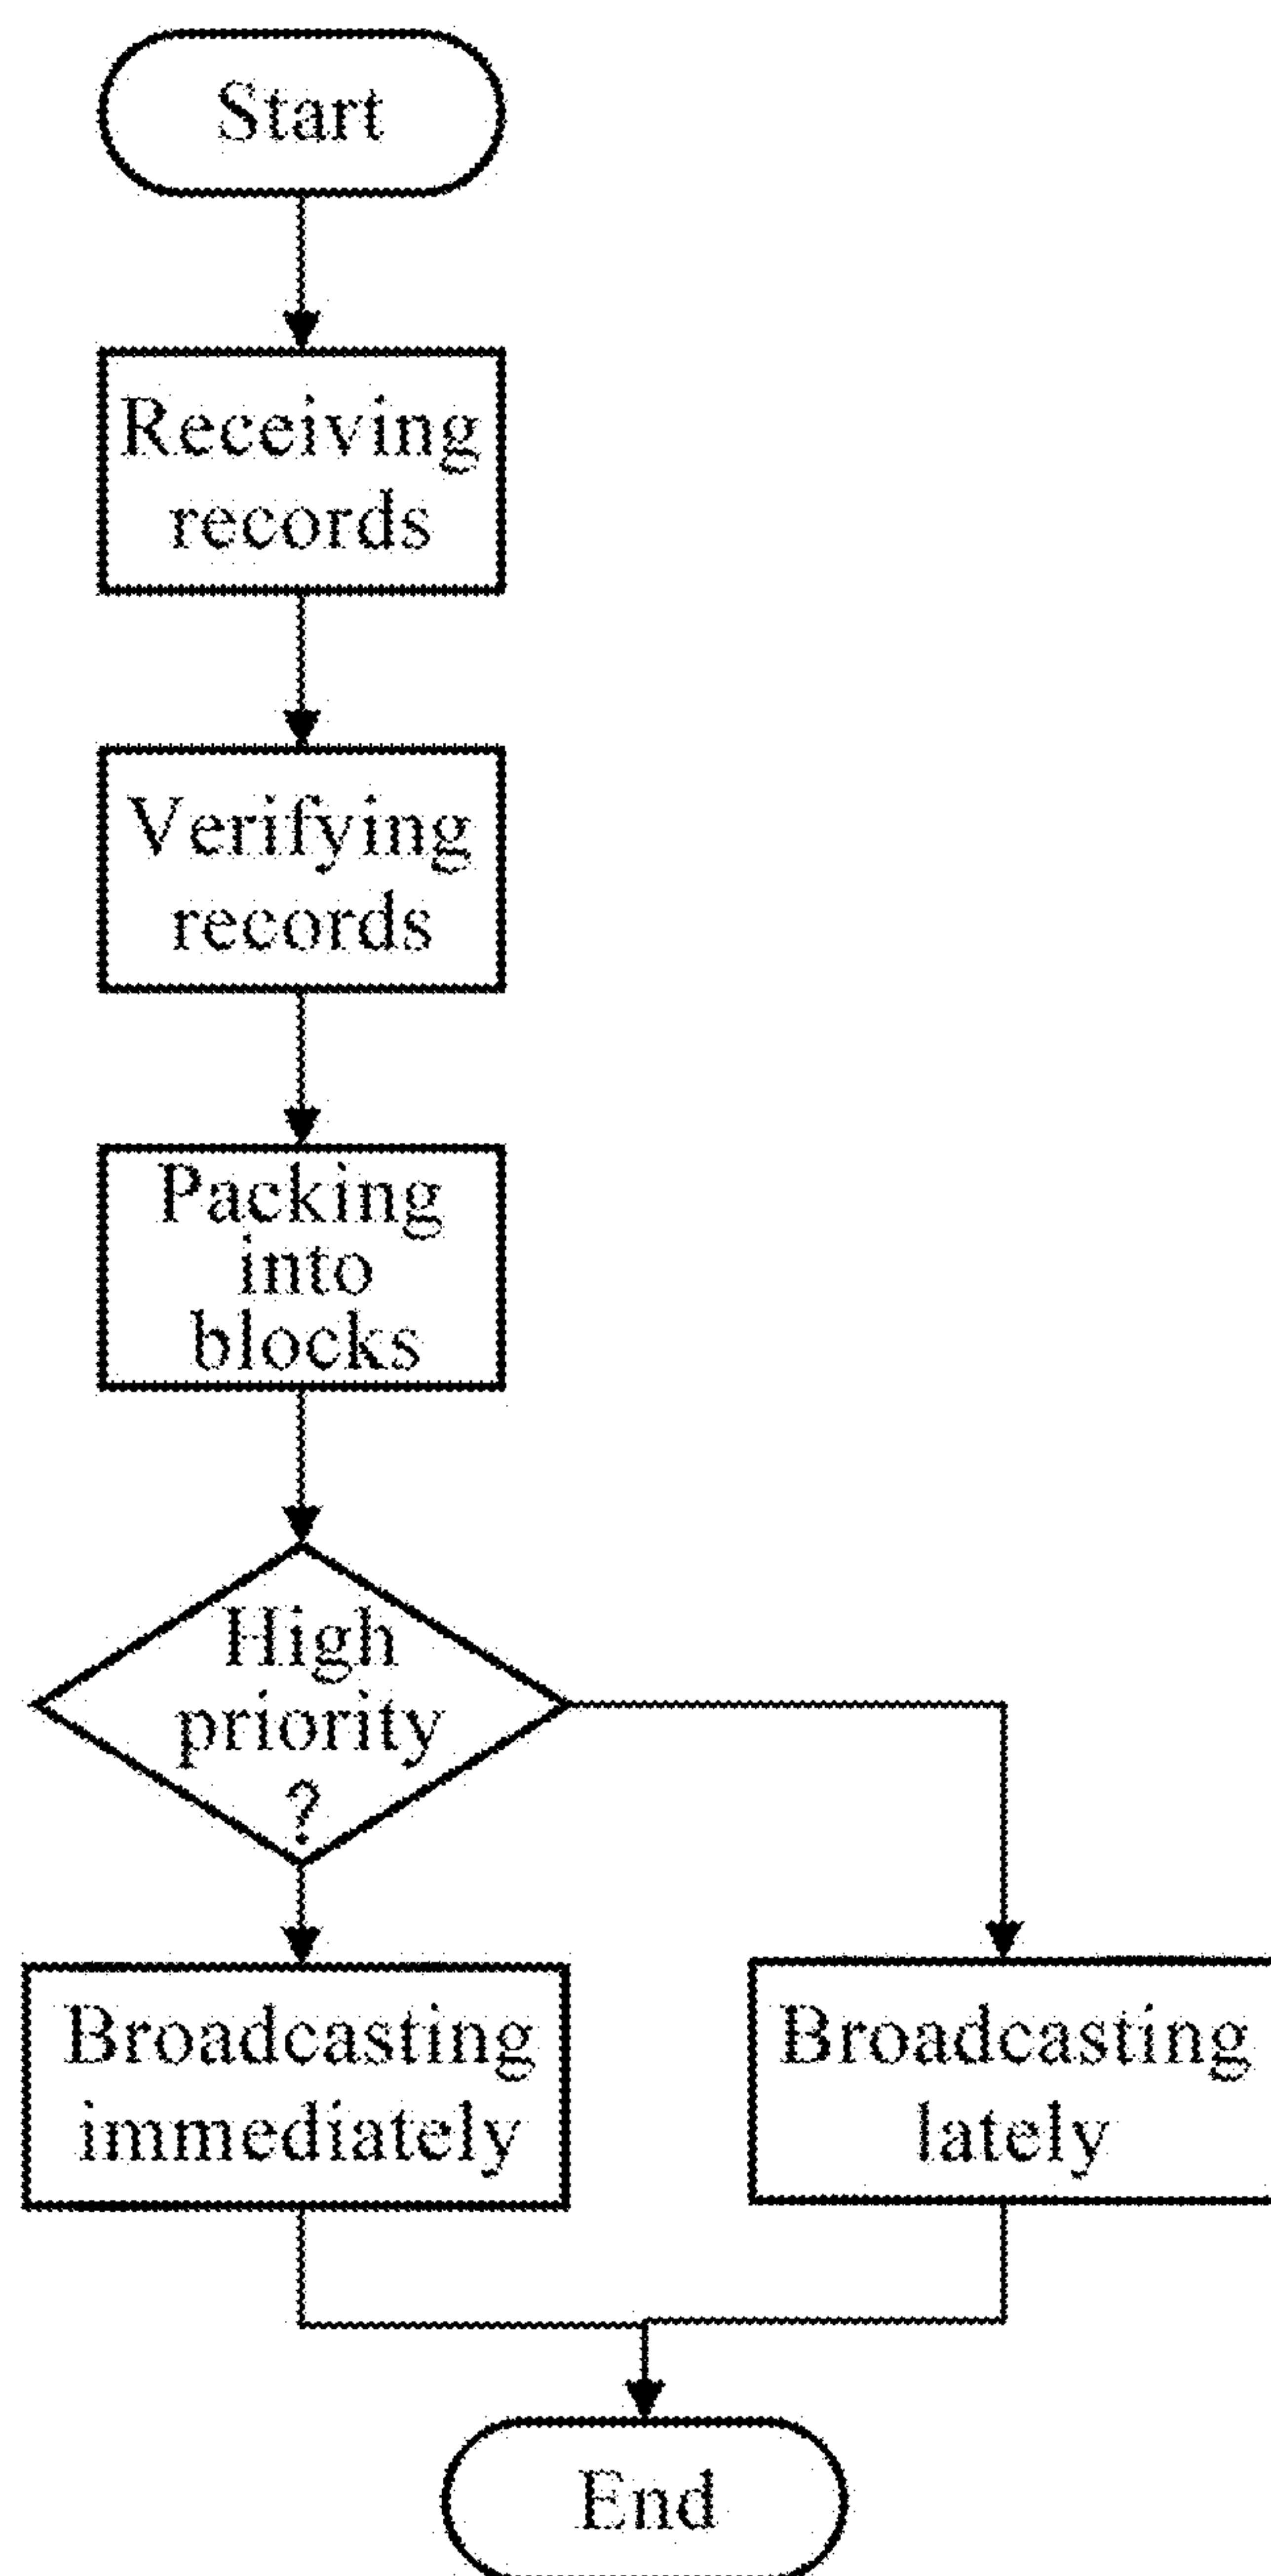 Start
Receiving
records
Verifying
records
Packing
into
blocks
High
priority
?
Broadcasting
immediately
Broadcasting
lately
End